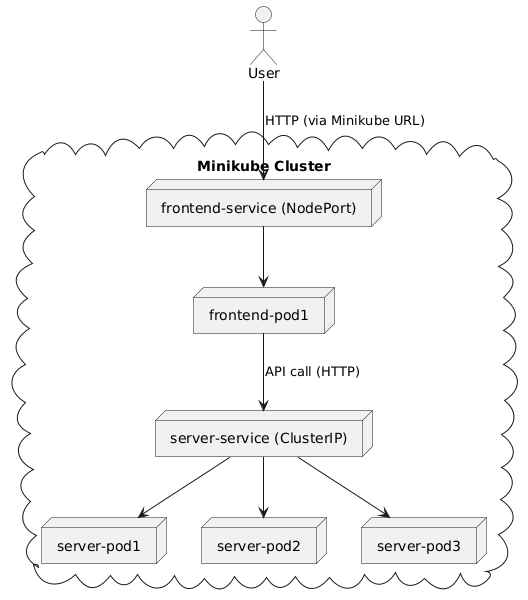 User
HTTP (via Minikube URL)
Minikube Cluster
frontend-service (NodePort)
frontend-pod1
API call (HTTP)
server-service (ClusterIP)
server-pod1
server-pod2
server-pod3